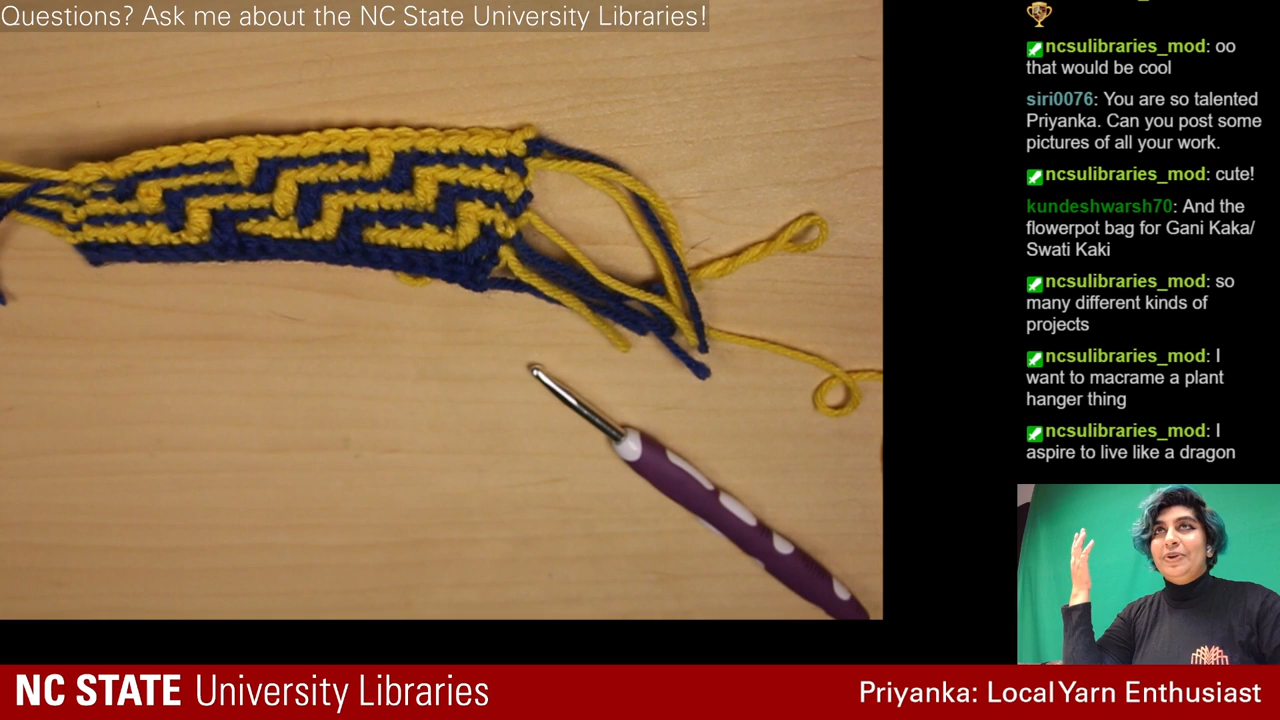 Questions? Ask me about the NC State University Libraries!
ncsulibraries_mod: oo
that would be cool
siri0076: You are so talented
Priyanka. Can you post some
pictures of all your work.
ncsulibraries_mod: cute!
kundeshwarsh70: And the
flowerpot bag for Gani Kaka/
Swati Kaki
ncsulibraries_mod: so
many different kinds of
projects
ncsulibraries_mod: I
want to macrame a plant
hanger thing
ncsulibraries_mod: I
aspire to live like a dragon
NC STATE University Libraries
Priyanka: Local Yarn Enthusiast